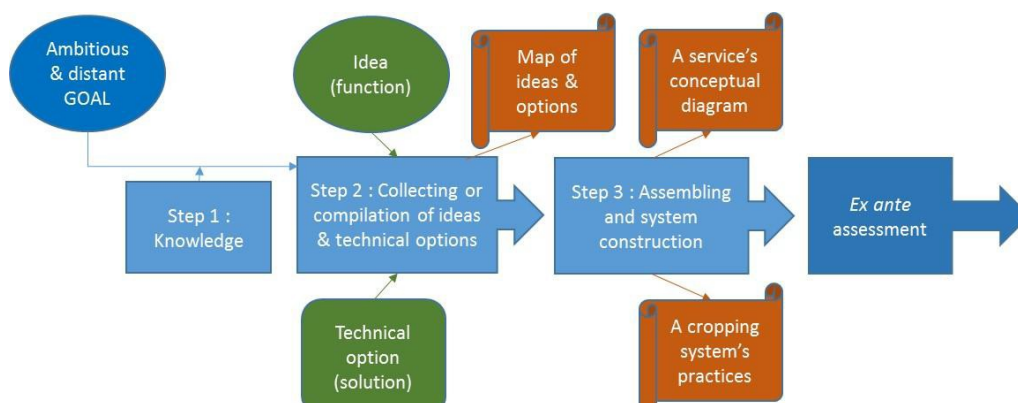 Ambitious
& distant
GOAL
Idea
(function)
Map of
ideas &
options
A service’s
conceptual
diagram
Step 1 :
Knowledge
Step 2 : Collecting or
compilation of ideas
& technical options
Step 3 : Assembling
and system
construction
Ex ante
assessment
Technical
option
(solution)
A cropping
system’s
practices